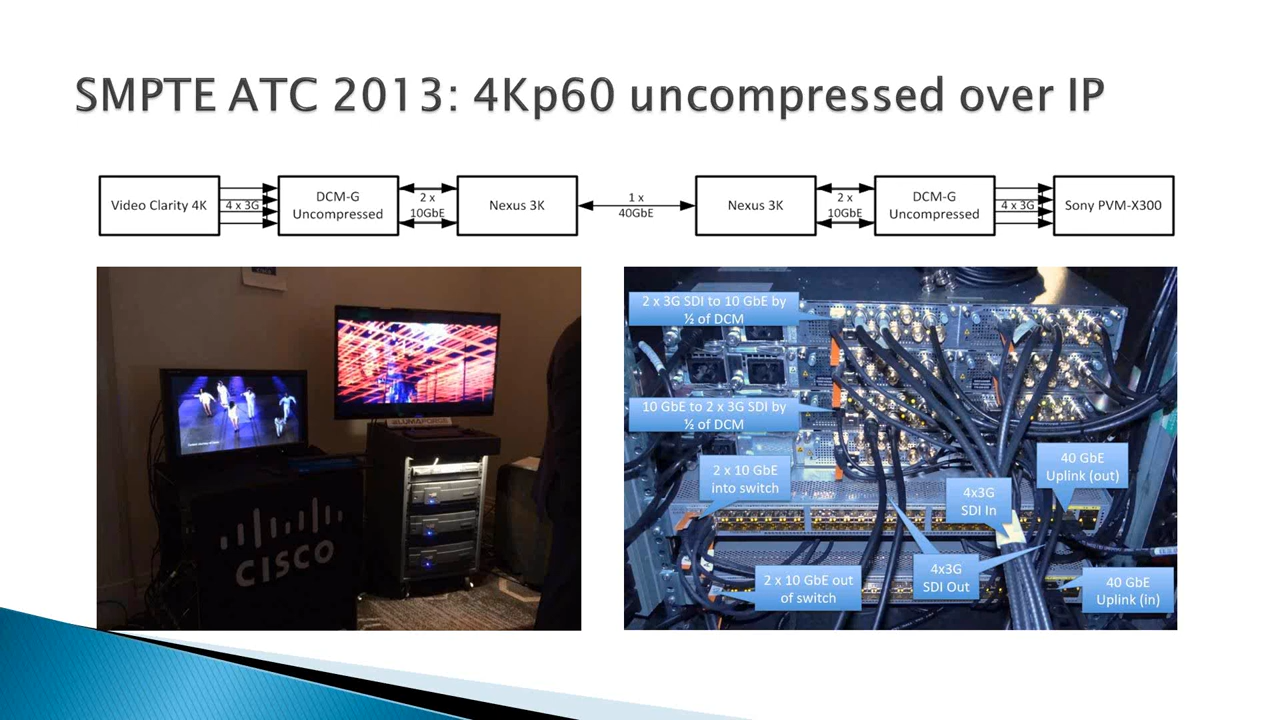 SMPTE ATC 2013: 4Kp60 uncompressed over IP
Video Clarity 4K
4 x 3G
DCM-G
Uncompressed
2 x
10GbE
Nexus 3K
1 x
40GbE
Nexus 3K
2 x
10GbE
DCM-G
Uncompressed
4 x 3G
Sony PVM-X300
CISCO
2 x 3G SDI to 10 GbE by
½ of DCM
10 GbE to 2 x 3G SDI by
½ of DCM
2 x 10 GbE
into switch
40 GbE
Uplink (out)
4x3G
SDI In
4x3G
SDI Out
2 x 10 GbE out
of switch
40 GbE
Uplink (in)